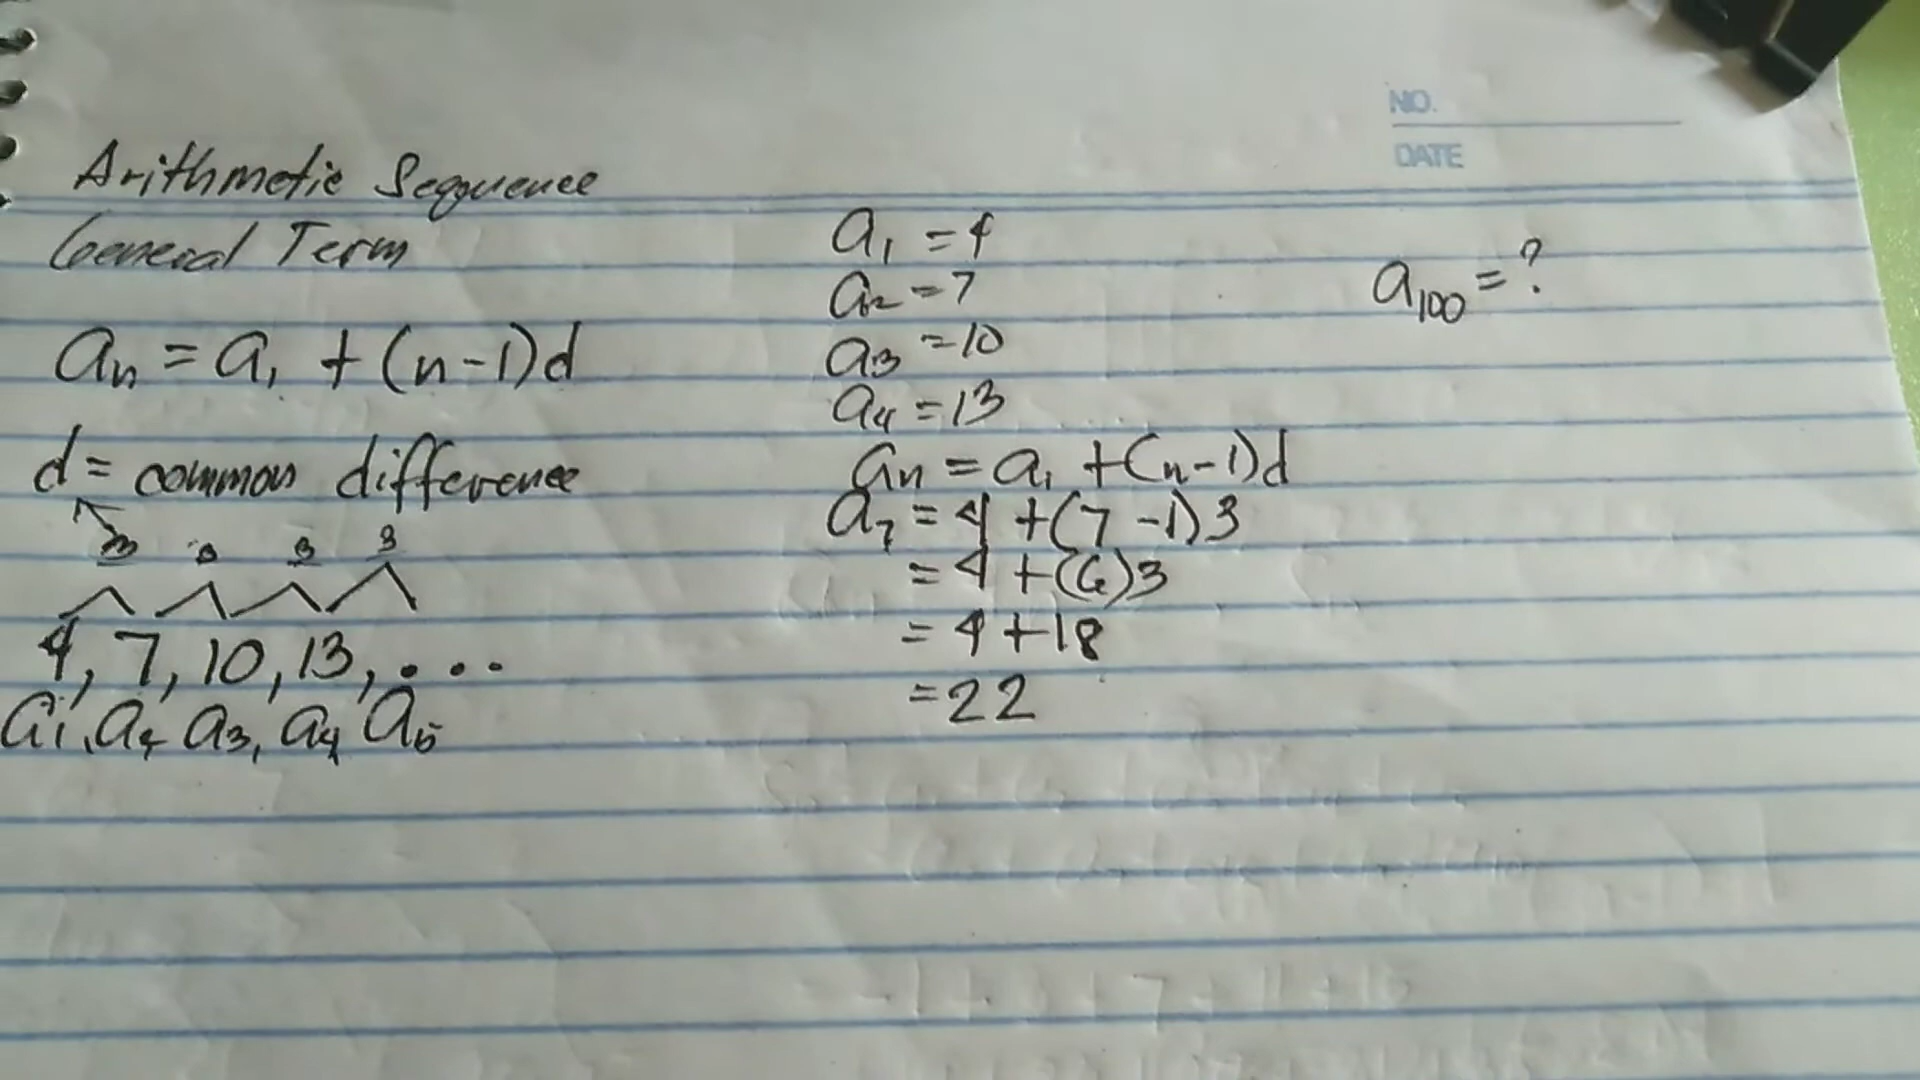 NO.
DATE
Arithmetic Sequence
General Term
aₙ = a₁ + (n-1)d
d = common difference
3 3 3 3
4, 7, 10, 13, . . .
a₁, a₂ a₃, a₄ a₅
a₁ = 4
a₂ = 7
a₃ = 10
a₄ = 13
aₙ = a₁ + (n-1)d
a₇ = 4 + (7-1)3
= 4 + (6)3
= 4 + 18
= 22
a₁₀₀ = ?